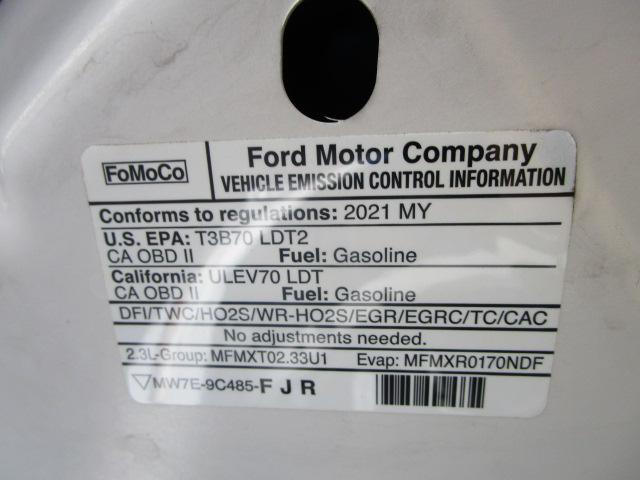 FoMoCo
Ford Motor Company
VEHICLE EMISSION CONTROL INFORMATION
Conforms to regulations: 2021 MY
U.S. EPA: T3B70 LDT2
CA OBD II Fuel: Gasoline
California: ULEV70 LDT
CA OBD II Fuel: Gasoline
DFI/TWC/HO2S/WR-HO2S/EGR/EGRC/TC/CAC
No adjustments needed.
2.3L-Group: MFMXT02.33U1 Evap: MFMXR0170NDF
MW7E-9C485-F J R